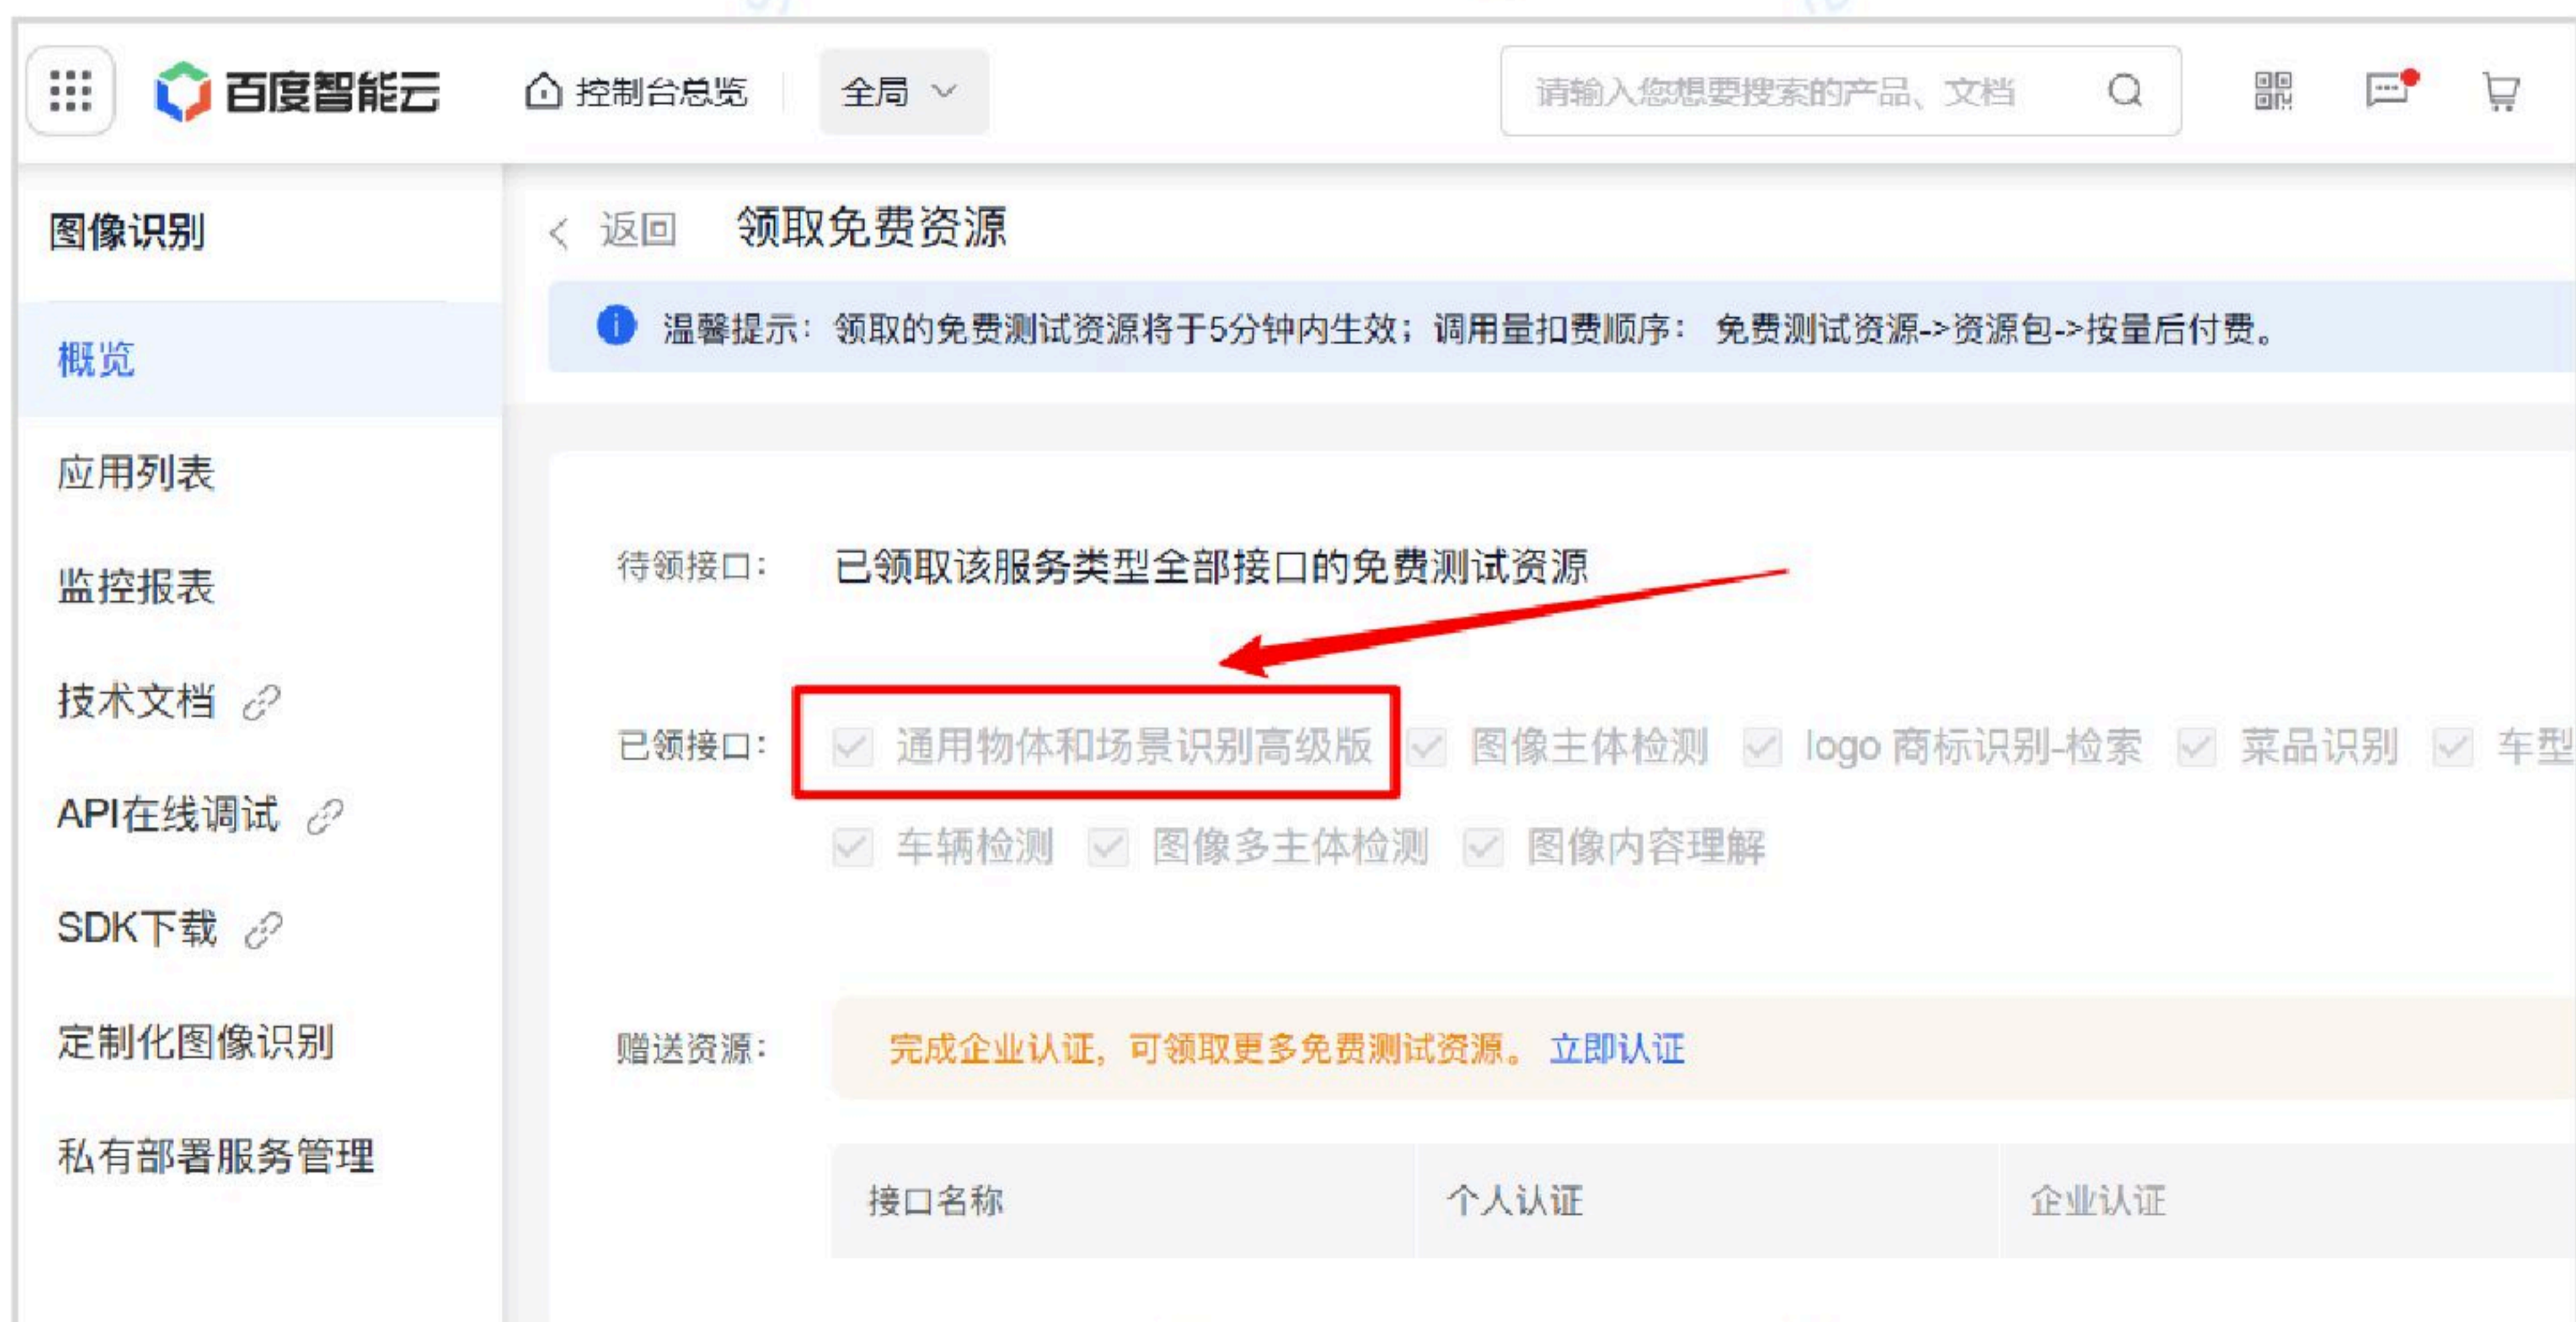 百度智能云 控制台总览 全局 请输入您想要搜索的产品、文档
图像识别
概览
应用列表
监控报表
技术文档
API在线调试
SDK下载
定制化图像识别
私有部署服务管理
返回 领取免费资源
温馨提示：领取的免费测试资源将于5分钟内生效；调用量扣费顺序： 免费测试资源->资源包->按量后付费。
待领接口： 已领取该服务类型全部接口的免费测试资源
已领接口： 通用物体和场景识别高级版 图像主体检测 logo 商标识别-检索 菜品识别 车型
车辆检测 图像多主体检测 图像内容理解
赠送资源： 完成企业认证，可领取更多免费测试资源。 立即认证
接口名称 个人认证 企业认证